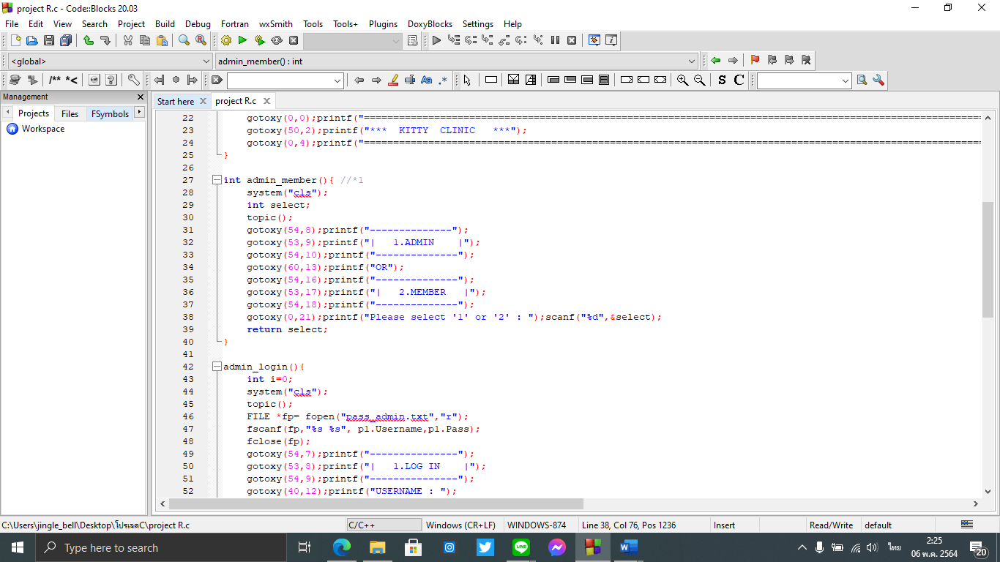 project R.c - Code::Blocks 20.03
File Edit View Search Project Build Debug Fortran wxSmith Tools Tools+ Plugins DoxyBlocks Settings Help
<global> admin_member() : int
/** *< Aa .* S C
Management
Start here project R.c
Projects Files FSymbols
Workspace
22 gotoxy(0,0);printf("==========================================================================================================
23 gotoxy(50,2);printf("*** KITTY CLINIC ***");
24 gotoxy(0,4);printf("==========================================================================================================
25 }
26
27 int admin_member(){ //*1
28 system("cls");
29 int select;
30 topic();
31 gotoxy(54,8);printf("--------------");
32 gotoxy(53,9);printf("|   1.ADMIN    |");
33 gotoxy(54,10);printf("--------------");
34 gotoxy(60,13);printf("OR");
35 gotoxy(54,16);printf("--------------");
36 gotoxy(53,17);printf("|   2.MEMBER   |");
37 gotoxy(54,18);printf("--------------");
38 gotoxy(0,21);printf("Please select '1' or '2' : ");scanf("%d",&select);
39 return select;
40 }
41
42 admin_login(){
43 int i=0;
44 system("cls");
45 topic();
46 FILE *fp= fopen("pass_admin.txt","r");
47 fscanf(fp,"%s %s", p1.Username,p1.Pass);
48 fclose(fp);
49 gotoxy(54,7);printf("---------------");
50 gotoxy(53,8);printf("|   1.LOG IN    |");
51 gotoxy(54,9);printf("---------------");
52 gotoxy(40,12);printf("USERNAME : ");
C:\Users\jingle_bell\Desktop\โปรเจคC\project R.c C/C++ Windows (CR+LF) WINDOWS-874 Line 38, Col 76, Pos 1236 Insert Read/Write default
Type here to search
ไทย
2:25
06 พ.ค. 2564
20